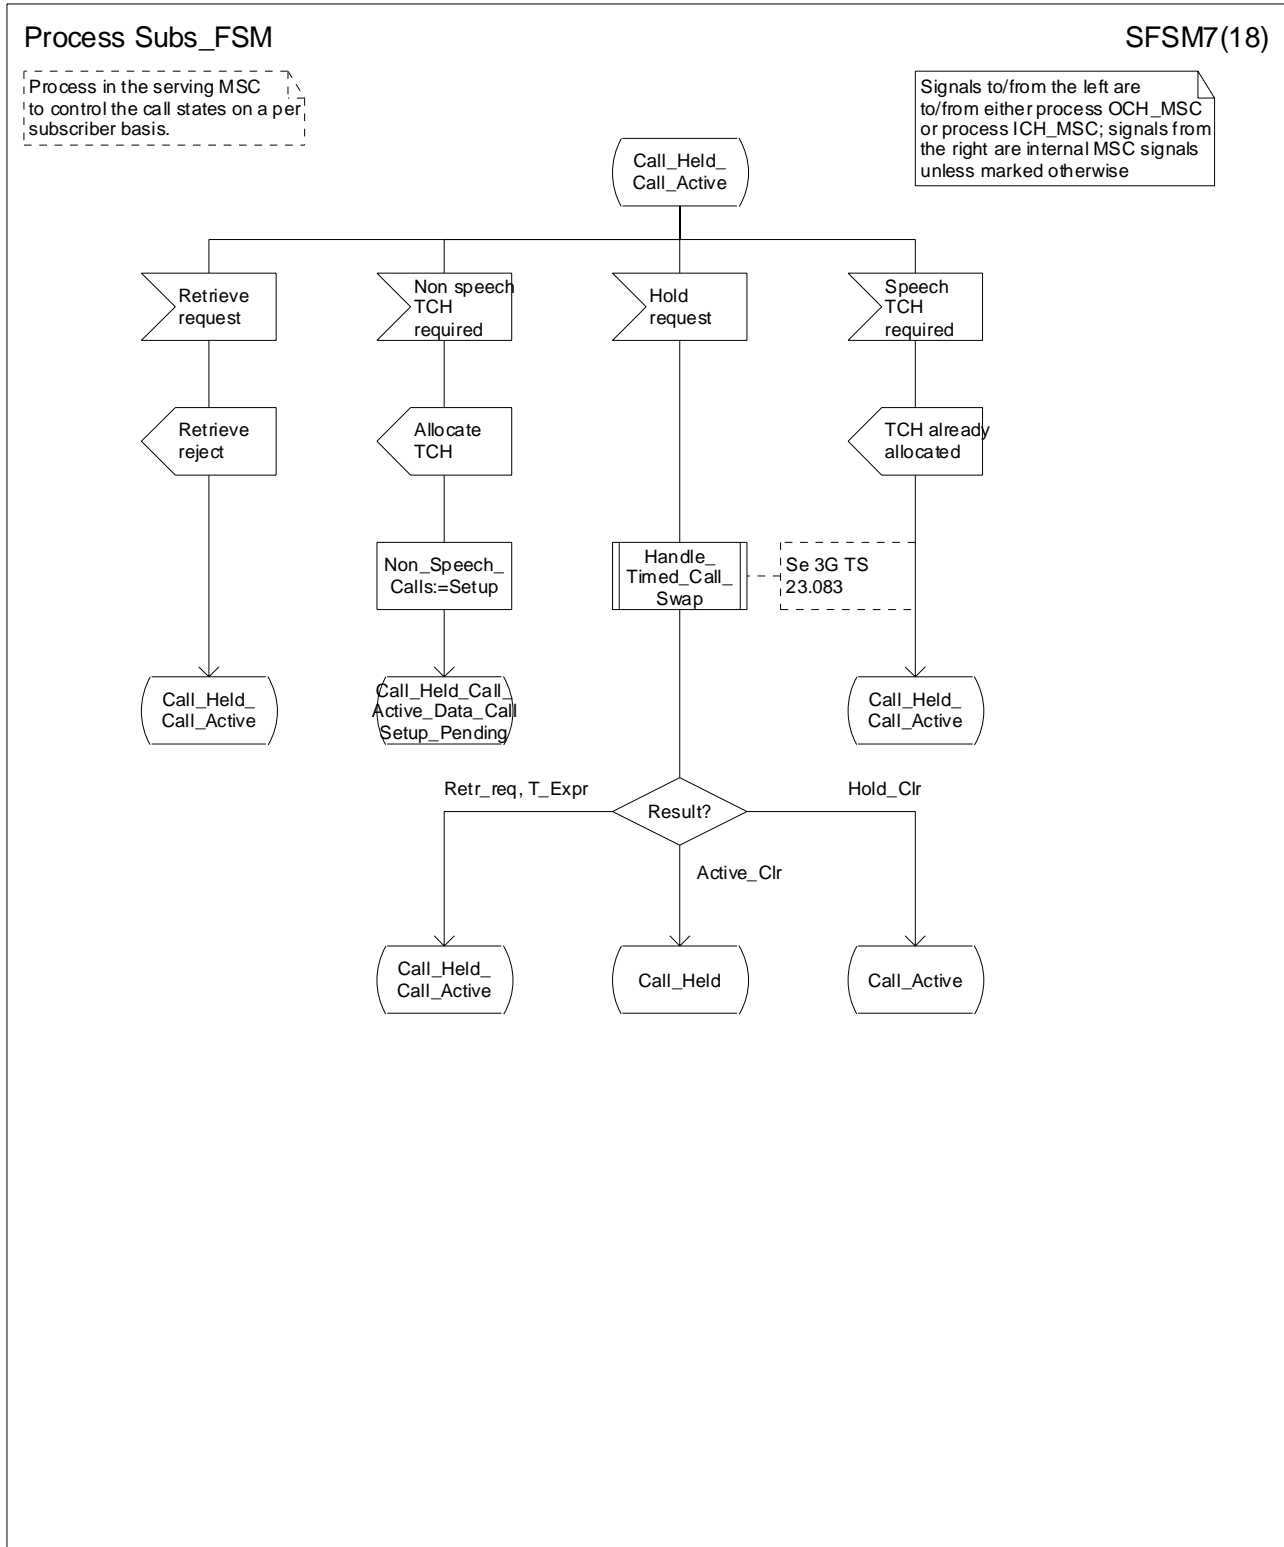 Process Subs_FSM
SFSM7(18)
Process in the serving MSC
to control the call states on a per
subscriber basis.
Signals to/from the left are
to/from either process OCH_MSC
or process ICH_MSC; signals from
the right are internal MSC signals
unless marked otherwise
Call_Held_
Call_Active
Retrieve
request
Non speech
TCH
required
Hold
request
Speech
TCH
required
Retrieve
reject
Allocate
TCH
TCH already
allocated
Non_Speech_
Calls:=Setup
Handle_
Timed_Call_
Swap
Se 3G TS
23.083
Call_Held_
Call_Active
Call_Held_Call_
Active_Data_Call
Setup_Pending
Call_Held_
Call_Active
Retr_req, T_Expr
Result?
Hold_Clr
Active_Clr
Call_Held_
Call_Active
Call_Held
Call_Active